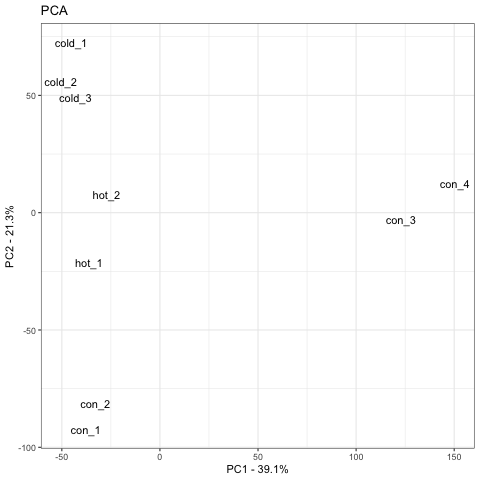 PCA
cold_1
cold_2
cold_3
hot_2
con_4
con_3
hot_1
con_2
con_1
50
0
-50
-100
PC2 - 21.3%
-50
0
50
100
150
PC1 - 39.1%